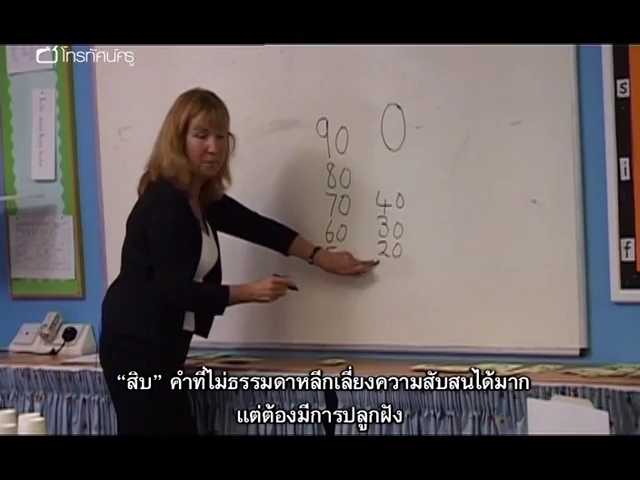 โทรทัศน์ครู
90 0
80
70 40
60 30
20
s
i
f
“สิบ” คำที่ไม่ธรรมดาหลีกเลี่ยงความสับสนได้มาก
แต่ต้องมีการปลูกฝัง